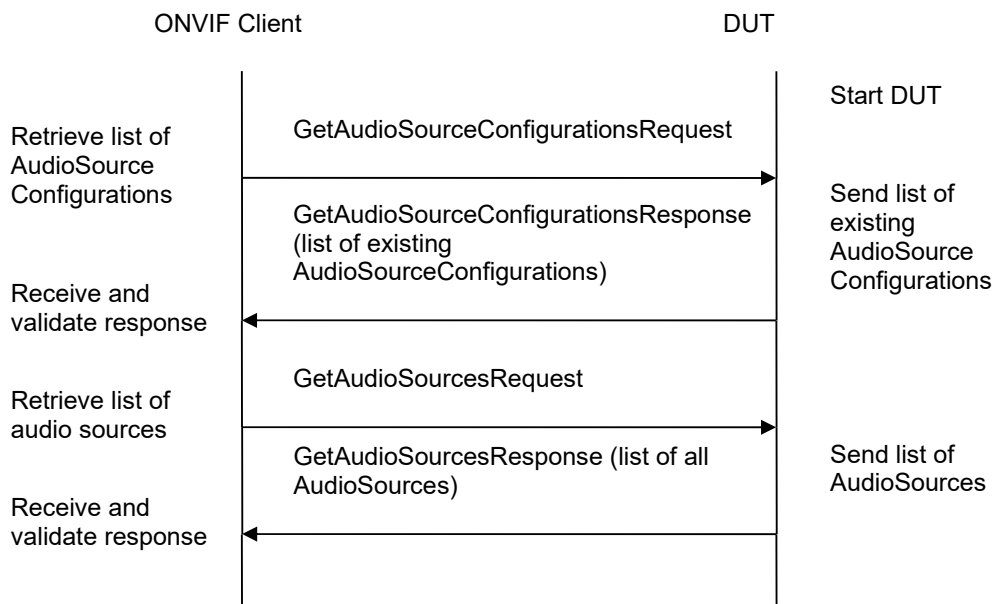 ONVIF Client
DUT
Start DUT
Retrieve list of
AudioSource
Configurations
GetAudioSourceConfigurationsRequest
GetAudioSourceConfigurationsResponse
(list of existing
AudioSourceConfigurations)
Send list of
existing
AudioSource
Configurations
Receive and
validate response
GetAudioSourcesRequest
Retrieve list of
audio sources
GetAudioSourcesResponse (list of all
AudioSources)
Send list of
AudioSources
Receive and
validate response